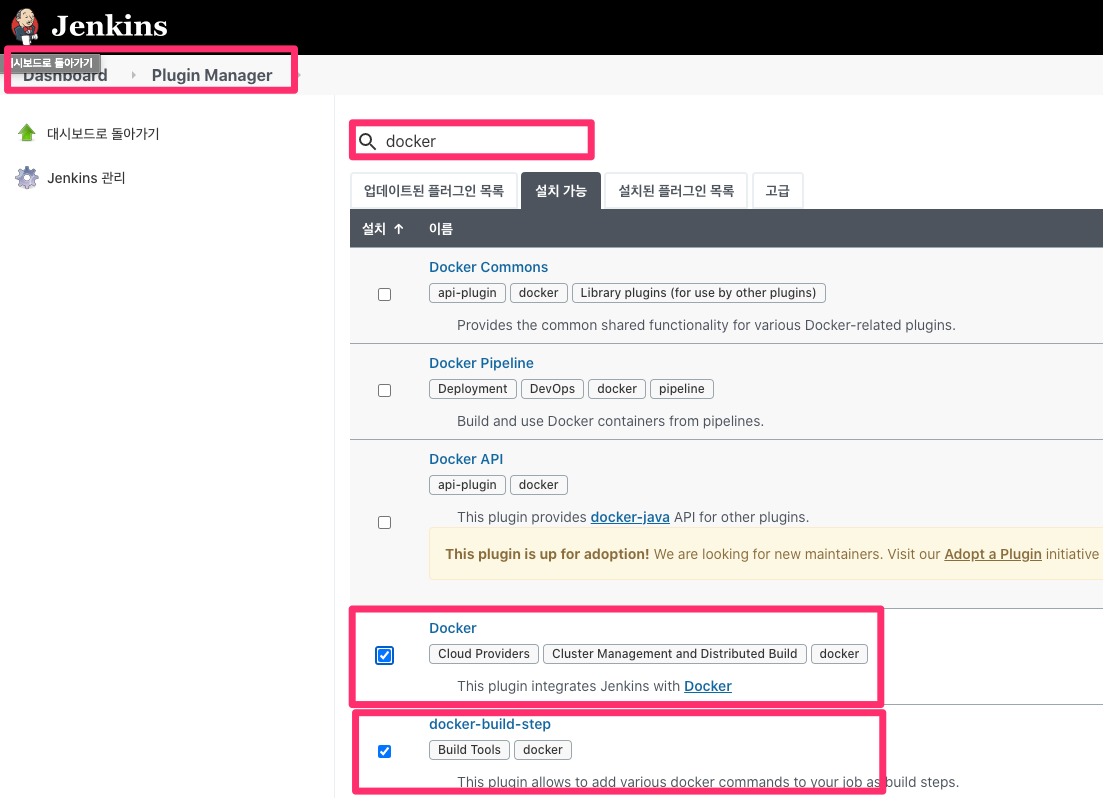 Jenkins
시보드로 돌아가기
Dashboard
Plugin Manager
대시보드로 돌아가기
Jenkins 관리
docker
업데이트된 플러그인 목록
설치 가능
설치된 플러그인 목록
고급
설치 ↑ 이름
Docker Commons
api-plugin docker Library plugins (for use by other plugins)
Provides the common shared functionality for various Docker-related plugins.
Docker Pipeline
Deployment DevOps docker pipeline
Build and use Docker containers from pipelines.
Docker API
api-plugin docker
This plugin provides docker-java API for other plugins.
This plugin is up for adoption! We are looking for new maintainers. Visit our Adopt a Plugin initiative
Docker
Cloud Providers Cluster Management and Distributed Build docker
This plugin integrates Jenkins with Docker
docker-build-step
Build Tools docker
This plugin allows to add various docker commands to your job as build steps.